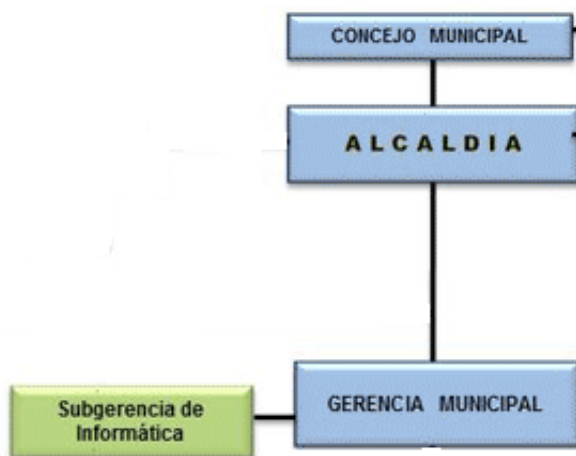 CONCEJO MUNICIPAL
ALCALDIA
GERENCIA MUNICIPAL
Subgerencia de
Informática